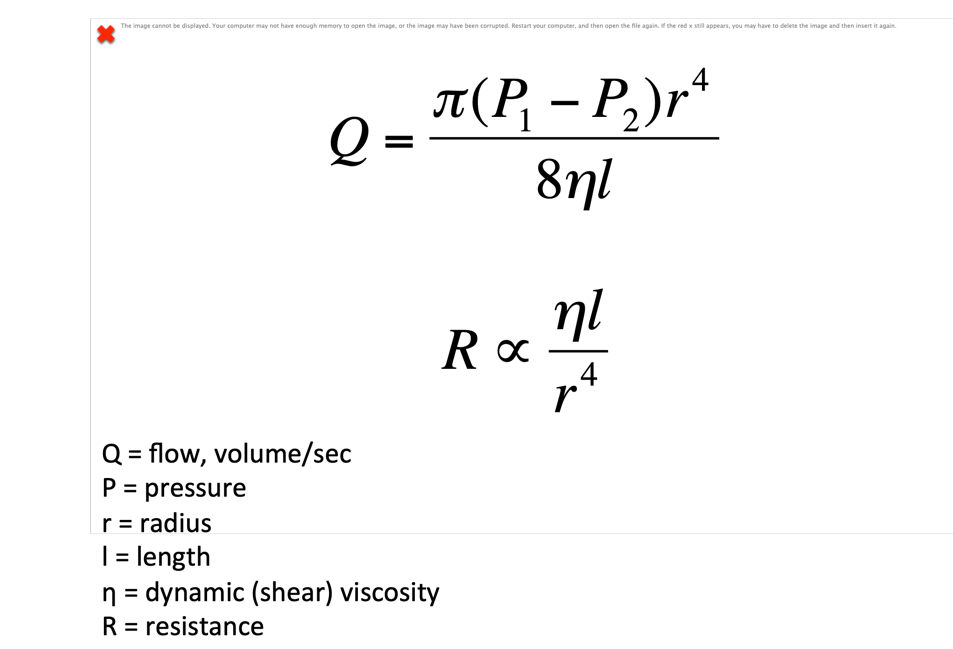 The image cannot be displayed. Your computer may not have enough memory to open the image, or the image may have been corrupted. Restart your computer, and then open the file again. If the red x still appears, you may have to delete the image and then insert it again.
Q = π(P₁ − P₂)r⁴ / 8ηl
R ∝ ηl / r⁴
Q = flow, volume/sec
P = pressure
r = radius
l = length
η = dynamic (shear) viscosity
R = resistance